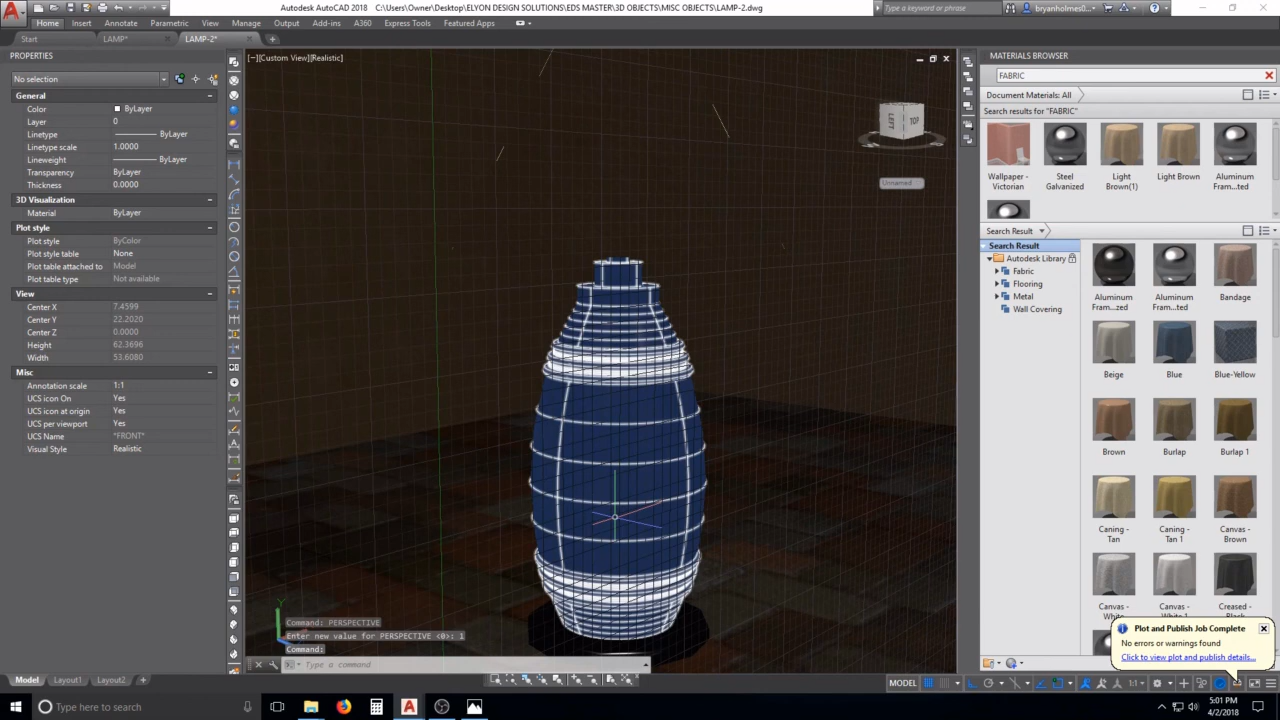 Autodesk AutoCAD 2018 C:\Users\Owner\Desktop\ELYON DESIGN SOLUTIONS\EDS MASTER\3D OBJECTS\MISC OBJECTS\LAMP-2.dwg
Type a keyword or phrase
bryanholmes0...
Home Insert Annotate Parametric View Manage Output Add-ins A360 Express Tools Featured Apps
Start LAMP* LAMP-2*
PROPERTIES
No selection
General
Color ByLayer
Layer 0
Linetype ByLayer
Linetype scale 1.0000
Lineweight ByLayer
Transparency ByLayer
Thickness 0.0000
3D Visualization
Material ByLayer
Plot style
Plot style ByColor
Plot style table None
Plot table attached to Model
Plot table type Not available
View
Center X 7.4599
Center Y 22.2020
Center Z 0.0000
Height 62.3696
Width 53.6080
Misc
Annotation scale 1:1
UCS icon On Yes
UCS icon at origin Yes
UCS per viewport Yes
UCS Name *FRONT*
Visual Style Realistic
[−][Custom View][Realistic]
LEFT TOP
Unnamed
Y
Command: PERSPECTIVE
Enter new value for PERSPECTIVE <0>: 1
Command:
Type a command
MATERIALS BROWSER
FABRIC
Document Materials: All
Search results for "FABRIC"
Wallpaper - Victorian
Steel Galvanized
Light Brown(1)
Light Brown
Aluminum Fram...ted
Search Result
Search Result
Autodesk Library
Fabric
Flooring
Metal
Wall Covering
Aluminum Fram...zed
Aluminum Fram...ted
Bandage
Beige
Blue
Blue-Yellow
Brown
Burlap
Burlap 1
Caning - Tan
Caning - Tan 1
Canvas - Brown
Canvas - White
Canvas - White 1
Creased - Black
Plot and Publish Job Complete
No errors or warnings found
Click to view plot and publish details...
Model Layout1 Layout2
MODEL
1:1
Type here to search
5:01 PM
4/2/2018